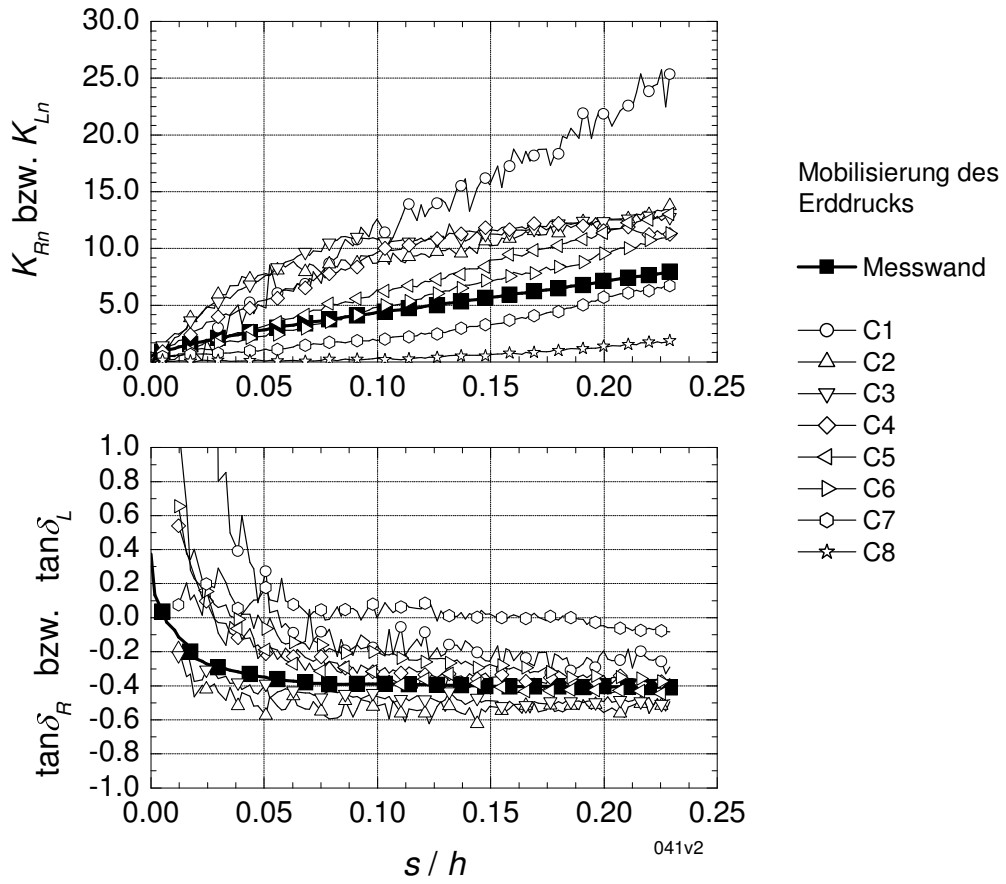 30.0
25.0
20.0
15.0
10.0
5.0
0.0
K_Rn bzw. K_Ln
0.00 0.05 0.10 0.15 0.20 0.25
1.0
0.8
0.6
0.4
0.2
0.0
-0.2
-0.4
-0.6
-0.8
-1.0
tanδ_R bzw. tanδ_L
0.00 0.05 0.10 0.15 0.20 0.25
s / h
041v2
Mobilisierung des
Erddrucks
Messwand
C1
C2
C3
C4
C5
C6
C7
C8